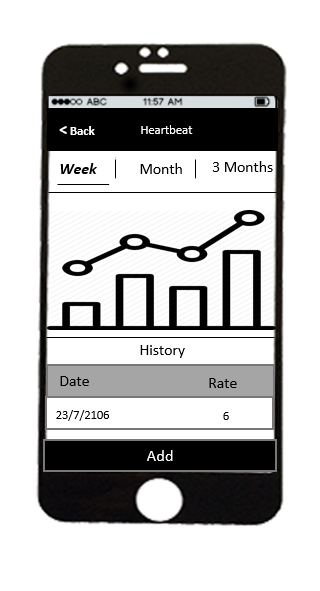 ABC 11:57 AM
< Back Heartbeat
Week Month 3 Months
History
Date Rate
23/7/2106 6
Add